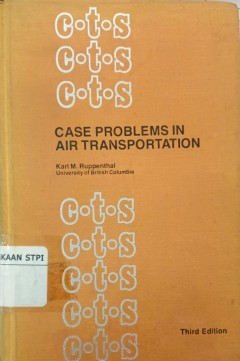 c·t·s
c·t·s
c·t·s
CASE PROBLEMS IN
AIR TRANSPORTATION
Karl M. Ruppenthal
University of British Columbia
c·t·s
c·t·s
KAAN STPI
c·t·s
c·t·s
Third Edition
c·t·s